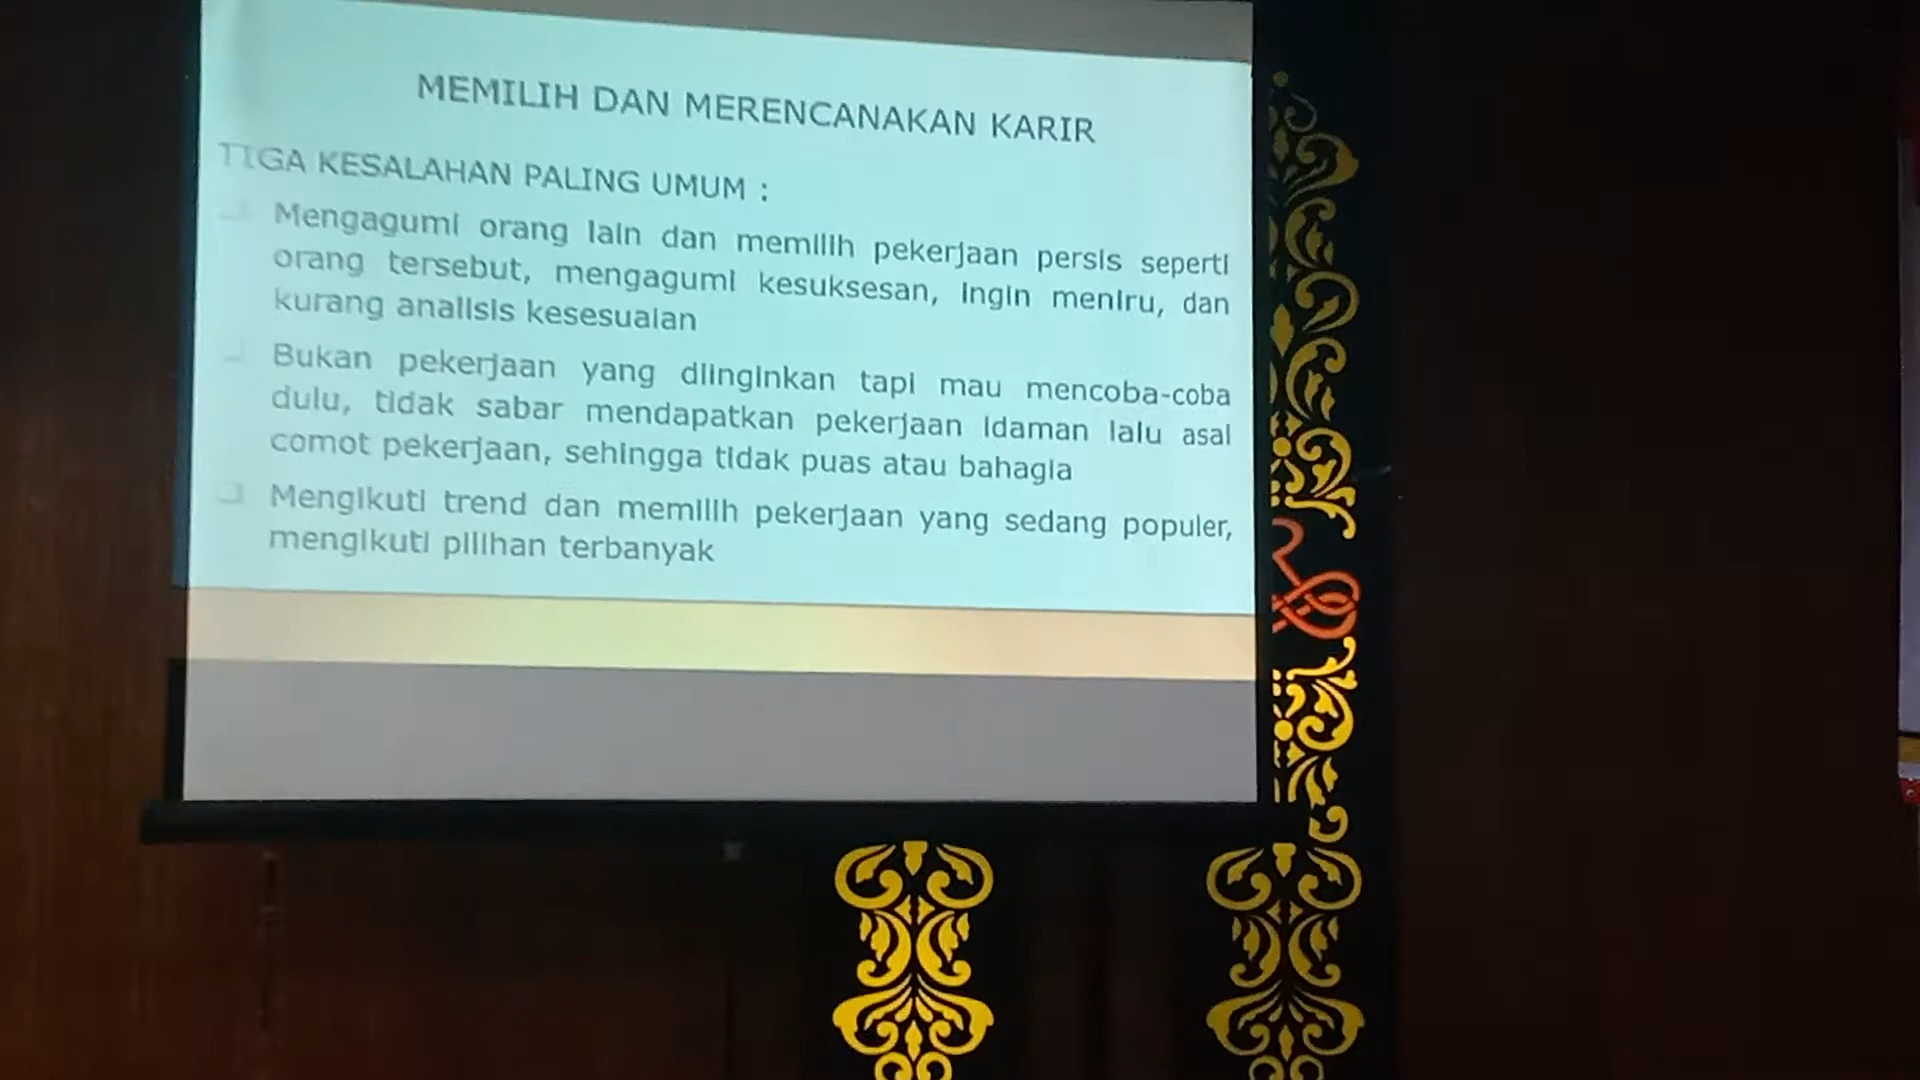 MEMILIH DAN MERENCANAKAN KARIR
TIGA KESALAHAN PALING UMUM :
Mengagumi orang lain dan memilih pekerjaan persis seperti
orang tersebut, mengagumi kesuksesan, ingin meniru, dan
kurang analisis kesesuaian
Bukan pekerjaan yang diinginkan tapi mau mencoba-coba
dulu, tidak sabar mendapatkan pekerjaan idaman lalu asal
comot pekerjaan, sehingga tidak puas atau bahagia
Mengikuti trend dan memilih pekerjaan yang sedang populer,
mengikuti pilihan terbanyak